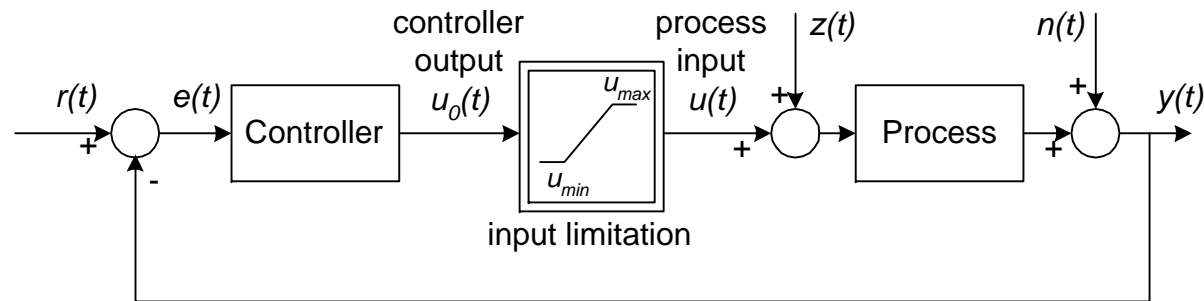 controller
output
u0(t)
process
input
u(t)
z(t)
n(t)
r(t)
e(t)
y(t)
+
-
Controller
umax
umin
+
+
Process
+
+
input limitation